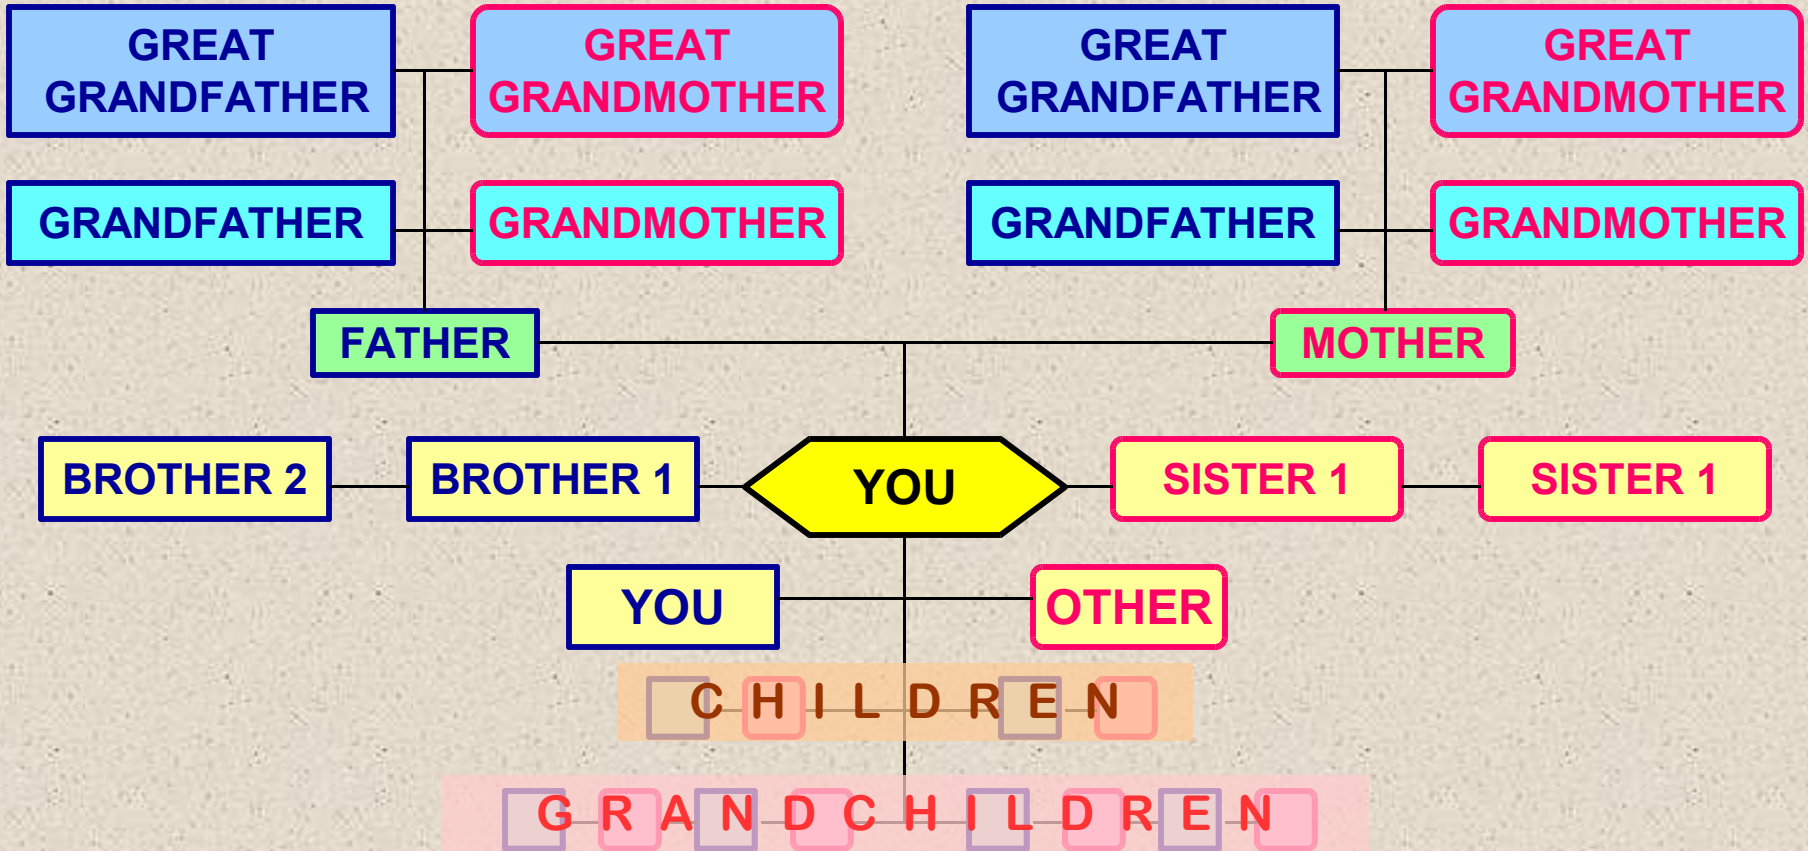 GREAT
GRANDFATHER
GREAT
GRANDMOTHER
GREAT
GRANDFATHER
GREAT
GRANDMOTHER
GRANDFATHER
GRANDMOTHER
GRANDFATHER
GRANDMOTHER
FATHER
MOTHER
BROTHER 2
BROTHER 1
YOU
SISTER 1
SISTER 1
YOU
OTHER
CHILDREN
GRANDCHILDREN